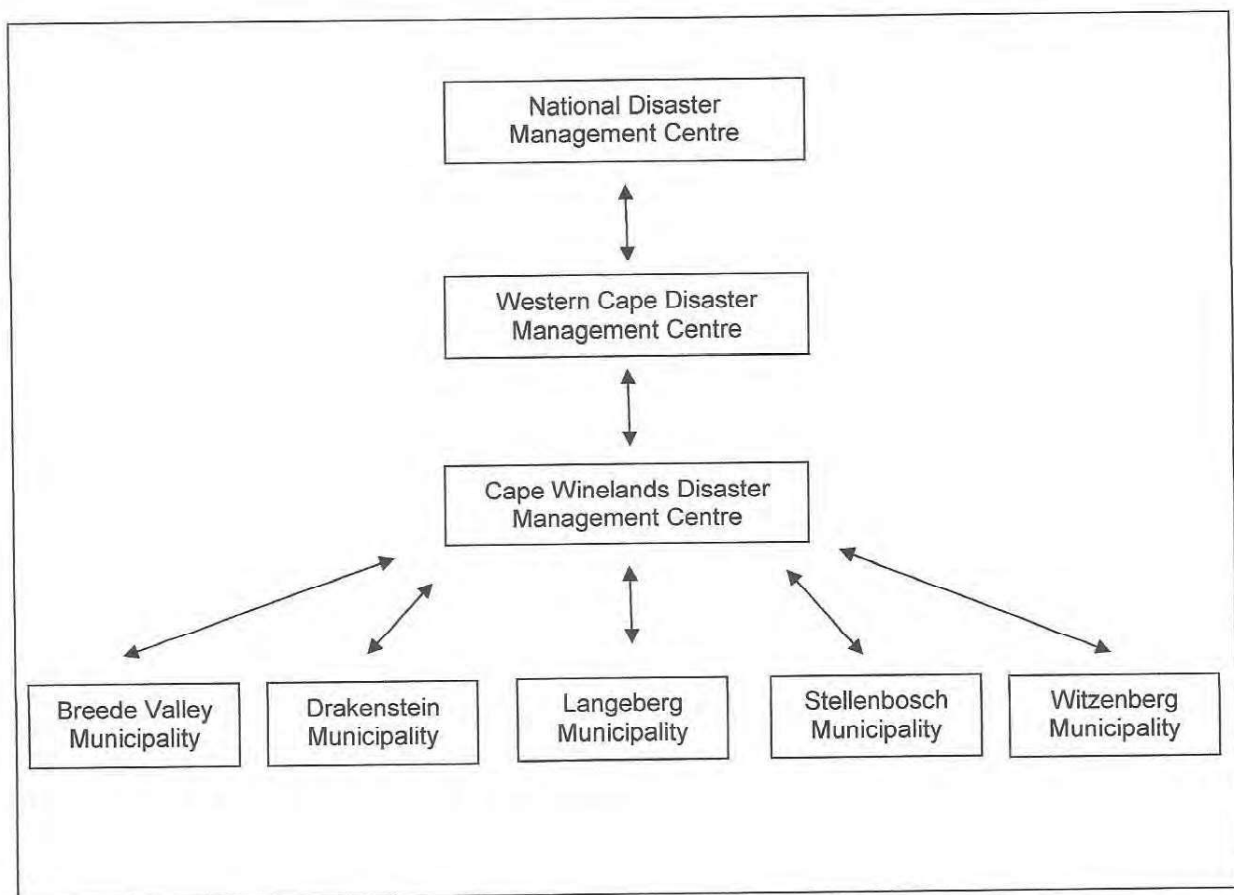 National Disaster
Management Centre
Western Cape Disaster
Management Centre
Cape Winelands Disaster
Management Centre
Breede Valley
Municipality
Drakenstein
Municipality
Langeberg
Municipality
Stellenbosch
Municipality
Witzenberg
Municipality